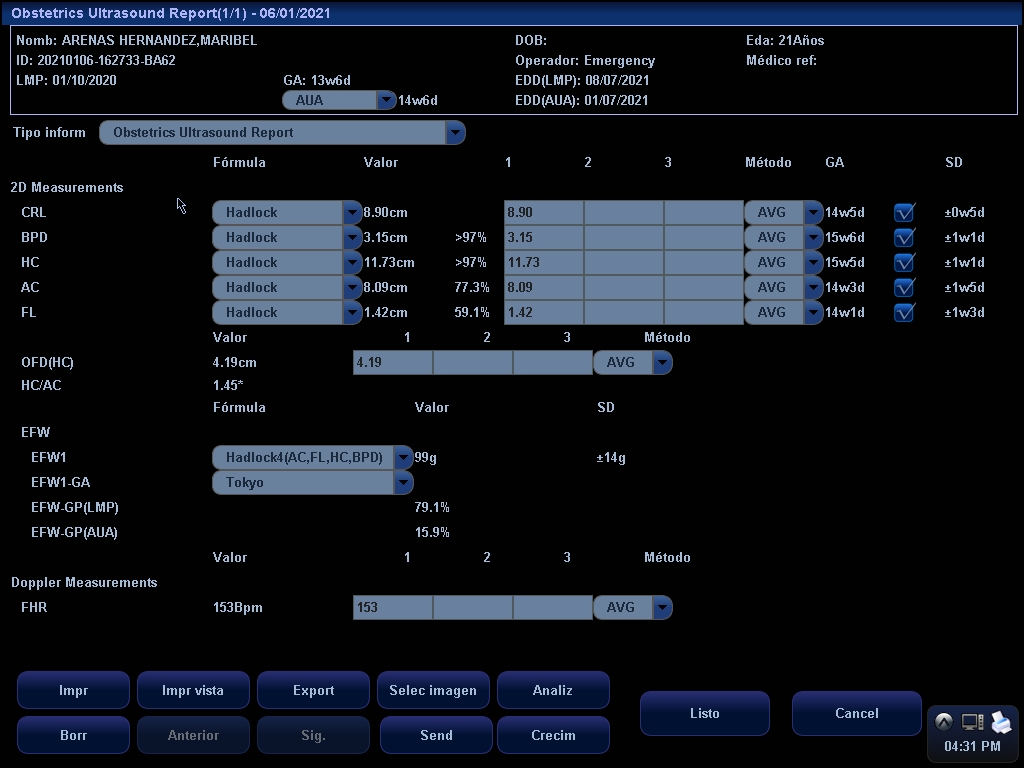 Obstetrics Ultrasound Report(1/1) - 06/01/2021
Nomb: ARENAS HERNANDEZ,MARIBEL DOB: Eda: 21Años
ID: 20210106-162733-BA62 Operador: Emergency Médico ref:
LMP: 01/10/2020 GA: 13w6d EDD(LMP): 08/07/2021
AUA 14w6d EDD(AUA): 01/07/2021
Tipo inform Obstetrics Ultrasound Report
Fórmula Valor 1 2 3 Método GA SD
2D Measurements
CRL Hadlock 8.90cm 8.90 AVG 14w5d ±0w5d
BPD Hadlock 3.15cm >97% 3.15 AVG 15w6d ±1w1d
HC Hadlock 11.73cm >97% 11.73 AVG 15w5d ±1w1d
AC Hadlock 8.09cm 77.3% 8.09 AVG 14w3d ±1w5d
FL Hadlock 1.42cm 59.1% 1.42 AVG 14w1d ±1w3d
Valor 1 2 3 Método
OFD(HC) 4.19cm 4.19 AVG
HC/AC 1.45*
Fórmula Valor SD
EFW
EFW1 Hadlock4(AC,FL,HC,BPD) 99g ±14g
EFW1-GA Tokyo
EFW-GP(LMP) 79.1%
EFW-GP(AUA) 15.9%
Valor 1 2 3 Método
Doppler Measurements
FHR 153Bpm 153 AVG
Impr Impr vista Export Selec imagen Analiz
Listo Cancel
Borr Anterior Sig. Send Crecim
04:31 PM